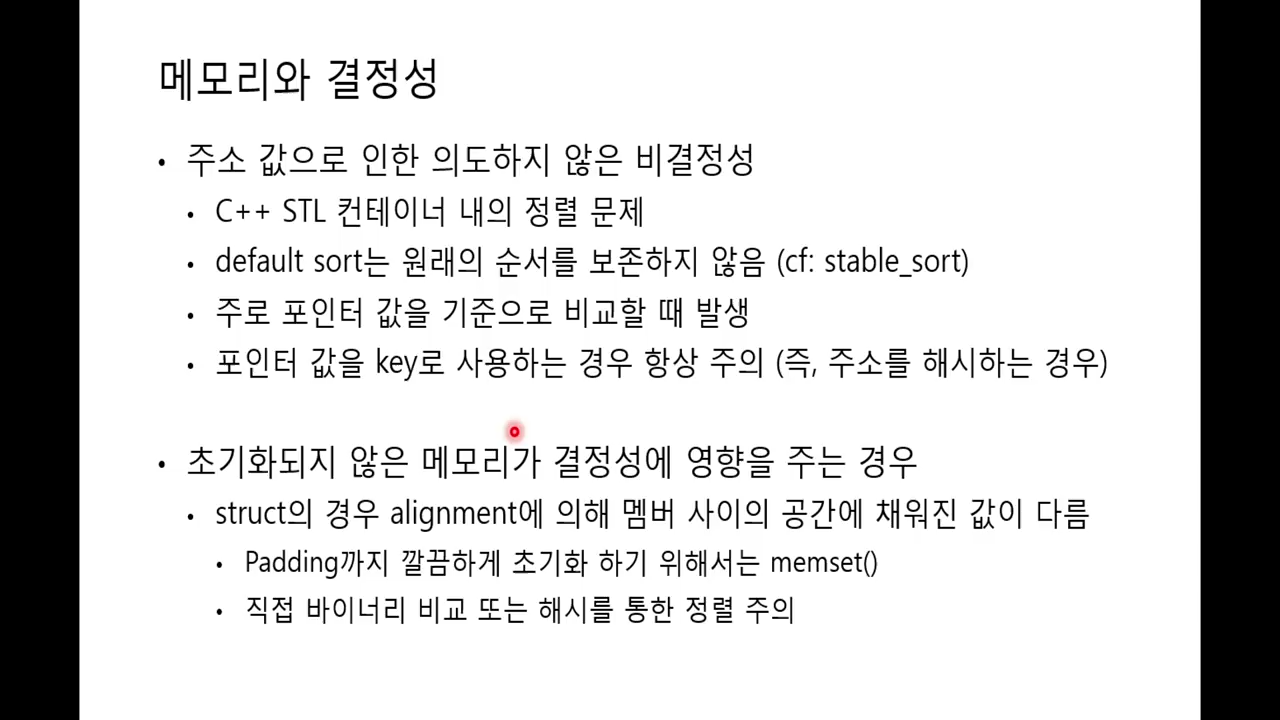 메모리와 결정성
• 주소 값으로 인한 의도하지 않은 비결정성
• C++ STL 컨테이너 내의 정렬 문제
• default sort는 원래의 순서를 보존하지 않음 (cf: stable_sort)
• 주로 포인터 값을 기준으로 비교할 때 발생
• 포인터 값을 key로 사용하는 경우 항상 주의 (즉, 주소를 해시하는 경우)
• 초기화되지 않은 메모리가 결정성에 영향을 주는 경우
• struct의 경우 alignment에 의해 멤버 사이의 공간에 채워진 값이 다름
• Padding까지 깔끔하게 초기화 하기 위해서는 memset()
• 직접 바이너리 비교 또는 해시를 통한 정렬 주의